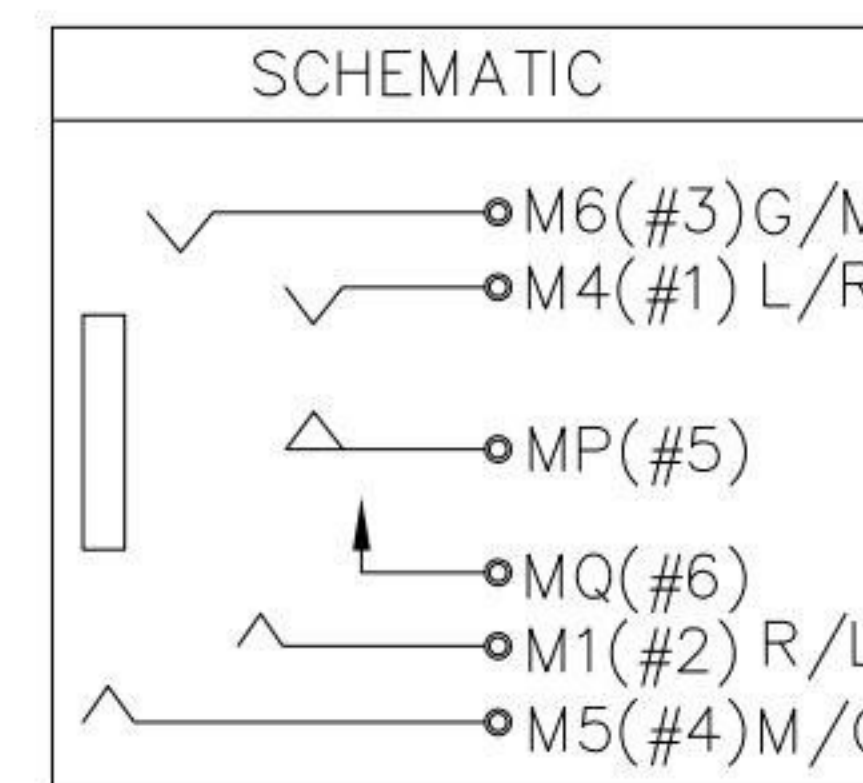 SCHEMATIC
M6(#3)G/
M4(#1) L/R
MP(#5)
MQ(#6)
M1(#2) R/L
M5(#4)M/